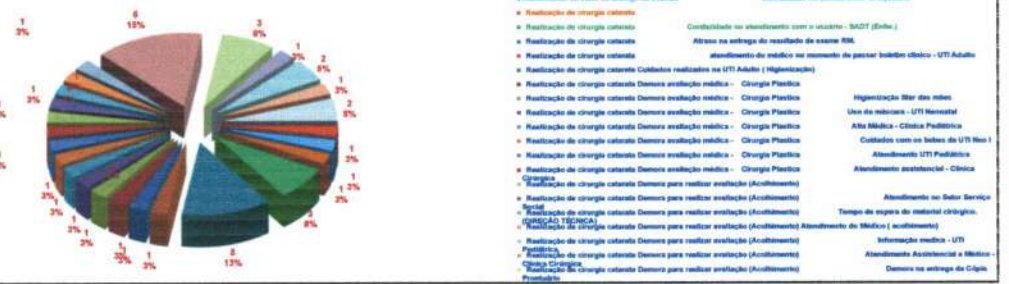 6
15%
3
8%
1
3%
1
3%
2
5%
1
3%
2
5%
1
3%
1
3%
1
3%
3
8%
5
13%
1
3%
1
3%
1
3%
1
3%
1
3%
1
3%
Realização de cirurgia catarata
Realização de cirurgia catarata Cordialidade no atendimento com o usuário - SADT (Enfer.)
Realização de cirurgia catarata Atraso na entrega do resultado de exame RM.
Realização de cirurgia catarata atendimento do médico no momento de passar boletim clínico - UTI Adulto
Realização de cirurgia catarata Cuidados realizados na UTI Adulto ( Higienização)
Realização de cirurgia catarata Demora avaliação médica - Cirurgia Plastica
Realização de cirurgia catarata Demora avaliação médica - Cirurgia Plastica Higienização das mãos
Realização de cirurgia catarata Demora avaliação médica - Cirurgia Plastica Uso da máscara - UTI Neonatal
Realização de cirurgia catarata Demora avaliação médica - Cirurgia Plastica Alta Médica - Clínica Pediátrica
Realização de cirurgia catarata Demora avaliação médica - Cirurgia Plastica Cuidados com os bebes da UTI Neo I
Realização de cirurgia catarata Demora avaliação médica - Cirurgia Plastica Atendimento UTI Pediátrica
Realização de cirurgia catarata Demora avaliação médica - Cirurgia Plastica Atendimento assistencial - Clínica
Cirúrgica
Realização de cirurgia catarata Demora para realizar avaliação (Acolhimento)
Realização de cirurgia catarata Demora para realizar avaliação (Acolhimento) Atendimento no Setor Serviço
Social
Realização de cirurgia catarata Demora para realizar avaliação (Acolhimento) Tempo de espera do material cirúrgico.
(DIREÇÃO TÉCNICA)
Realização de cirurgia catarata Demora para realizar avaliação (Acolhimento) Atendimento do Médico ( acolhimento)
Realização de cirurgia catarata Demora para realizar avaliação (Acolhimento) Informação medica - UTI
Pediátrica
Realização de cirurgia catarata Demora para realizar avaliação (Acolhimento) Atendimento Assistencial e Médico -
Clínica Cirúrgica
Realização de cirurgia catarata Demora para realizar avaliação (Acolhimento) Demora na entrega da Cópia
Prontuário